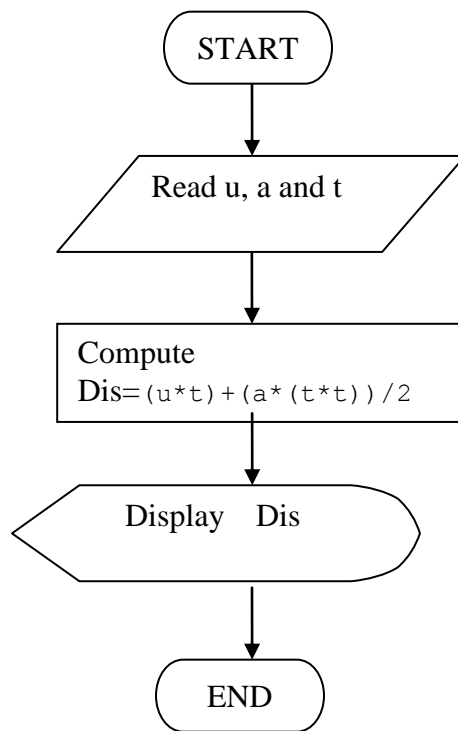 START
Read u, a and t
Compute
Dis=(u*t)+(a*(t*t))/2
Display Dis
END